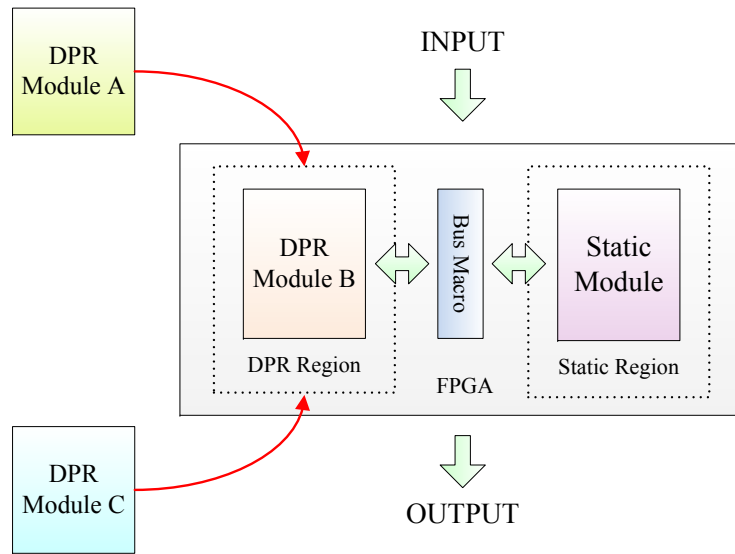 DPR
Module A
INPUT
DPR
Module B
Bus Macro
Static
Module
DPR Region
Static Region
FPGA
DPR
Module C
OUTPUT